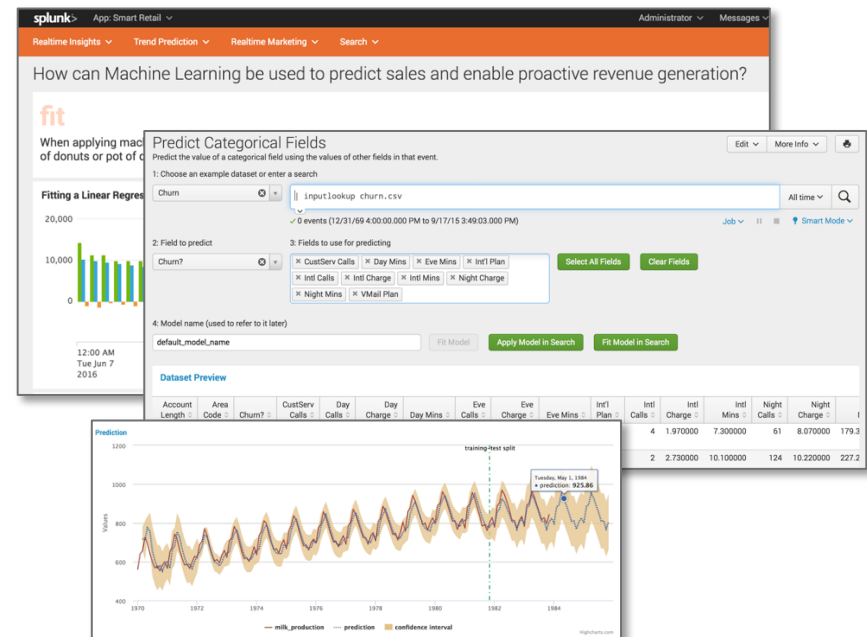 splunk> App: Smart Retail Administrator Messages
Realtime Insights Trend Prediction Realtime Marketing Search
How can Machine Learning be used to predict sales and enable proactive revenue generation?
fit
When applying mac
of donuts or pot of c
Fitting a Linear Regres
20,000
10,000
0
12:00 AM
Tue Jun 7
2016
Predict Categorical Fields
Edit More Info
Predict the value of a categorical field using the values of other fields in that event.
1: Choose an example dataset or enter a search
Churn | inputlookup churn.csv All time
✓ 0 events (12/31/69 4:00:00.000 PM to 9/17/15 3:49:03.000 PM) Job Smart Mode
2: Field to predict 3: Fields to use for predicting
Churn? × CustServ Calls × Day Mins × Eve Mins × Int'l Plan Select All Fields Clear Fields
× Intl Calls × Intl Charge × Intl Mins × Night Charge
× Night Mins × VMail Plan
4: Model name (used to refer to it later)
default_model_name Fit Model Apply Model in Search Fit Model in Search
Dataset Preview
Account Area CustServ Day Day Eve Eve Int'l Intl Intl Intl Night Night
Length Code Churn? Calls Calls Charge Day Mins Calls Charge Eve Mins Plan Calls Charge Mins Calls Charge
4 1.970000 7.300000 61 8.070000 179.3
2 2.730000 10.100000 124 10.220000 227.2
Prediction
1200
training-test split
Tuesday, May 1, 1984
prediction: 925.86
1000
Values
800
600
400
1970 1972 1974 1976 1978 1980 1982 1984
milk_production prediction confidence interval
Highcharts.com